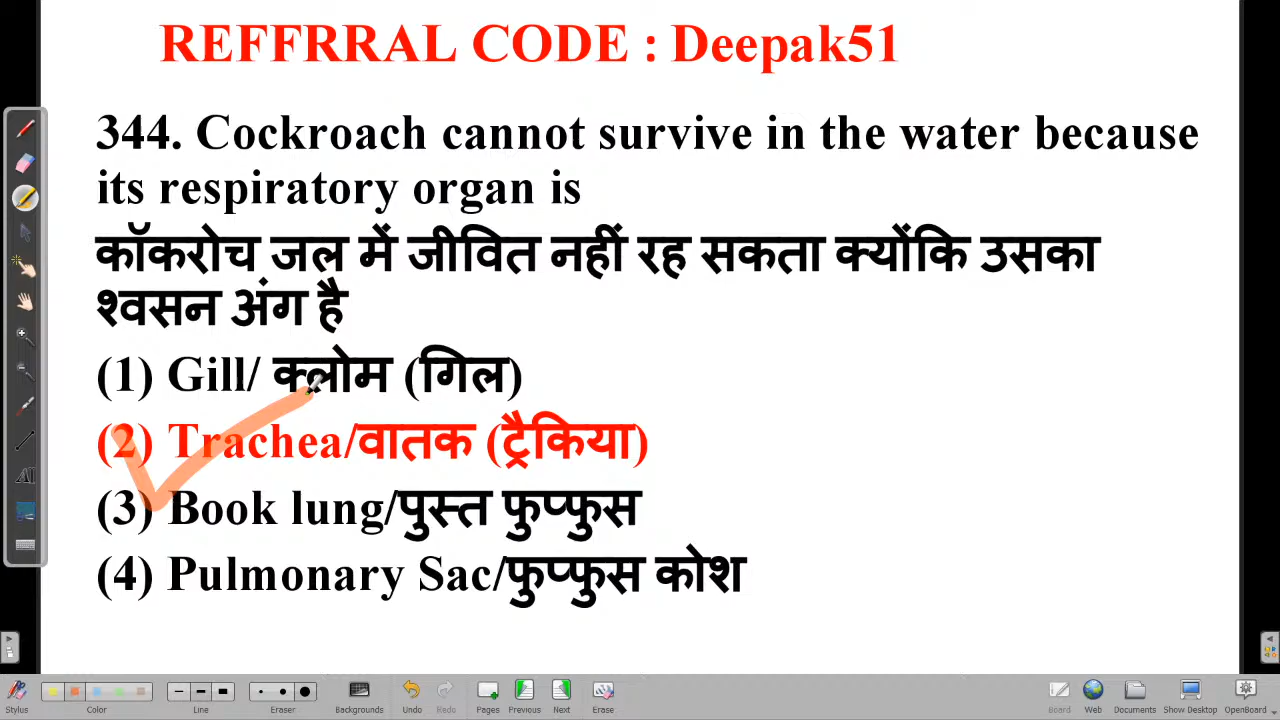 REFFRRAL CODE : Deepak51
344. Cockroach cannot survive in the water because
its respiratory organ is
कॉकरोच जल में जीवित नहीं रह सकता क्योंकि उसका
श्वसन अंग है
(1) Gill/ क्लोम (गिल)
(2) Trachea/वातक (ट्रैकिया)
(3) Book lung/पुस्त फुप्फुस
(4) Pulmonary Sac/फुप्फुस कोश
Stylus Color Line Eraser Backgrounds Undo Redo Pages Previous Next Erase Board Web Documents Show Desktop OpenBoard